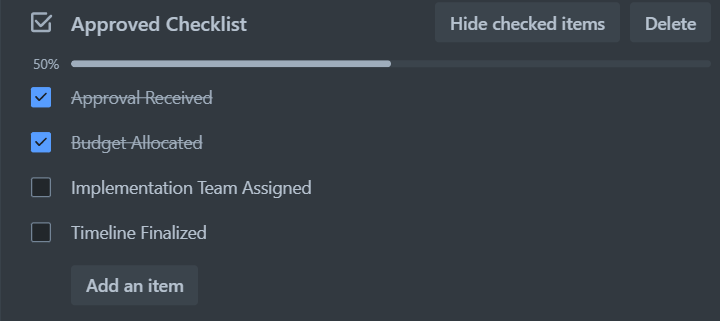 Approved Checklist Hide checked items Delete
50%
Approval Received
Budget Allocated
Implementation Team Assigned
Timeline Finalized
Add an item